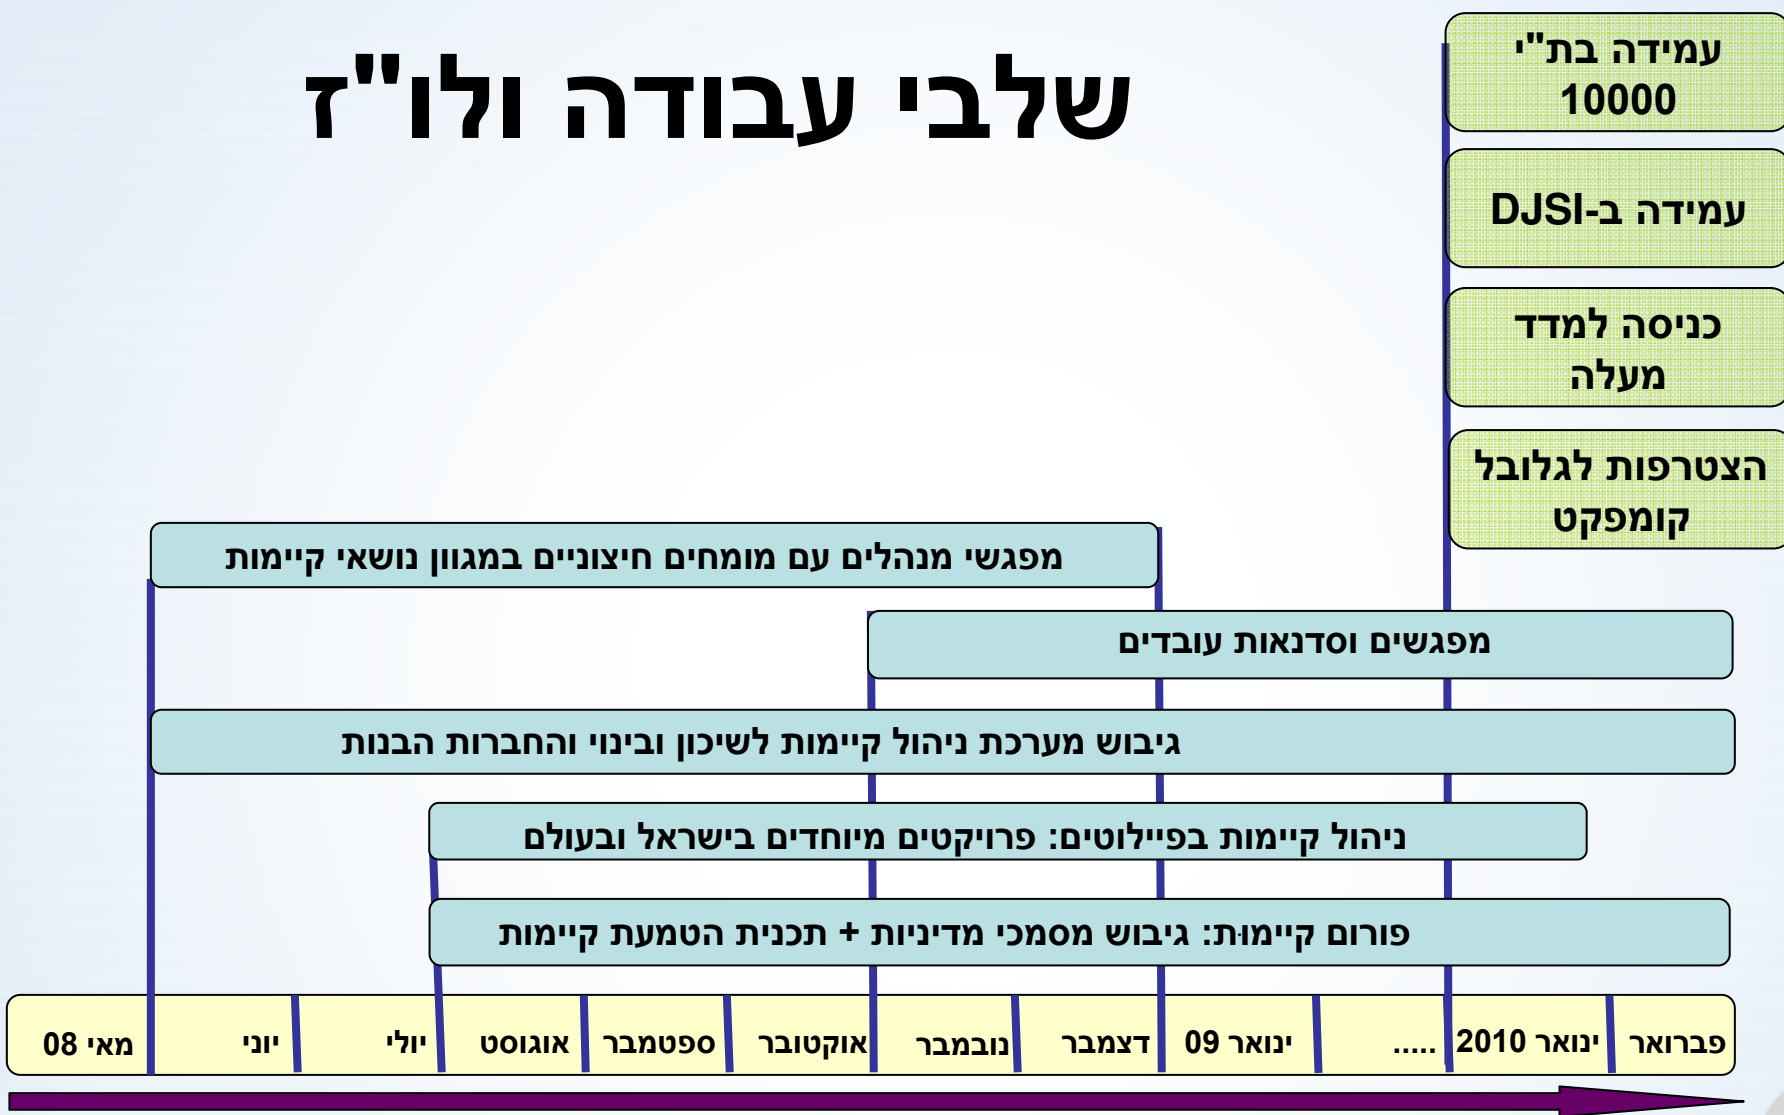 שלבי עבודה ולו"ז
עמידה בת"י
10000
עמידה ב-DJSI
כניסה למדד
מעלה
הצטרפות לגלובל
קומפקט
מפגשי מנהלים עם מומחים חיצוניים במגוון נושאי קיימות
מפגשים וסדנאות עובדים
גיבוש מערכת ניהול קיימות לשיכון ובינוי והחברות הבנות
ניהול קיימות בפיילוטים: פרויקטים מיוחדים בישראל ובעולם
פורום קיימוּת: גיבוש מסמכי מדיניות + תכנית הטמעת קיימות
מאי 08 יוני יולי אוגוסט ספטמבר אוקטובר נובמבר דצמבר ינואר 09 ..... ינואר 2010 פברואר